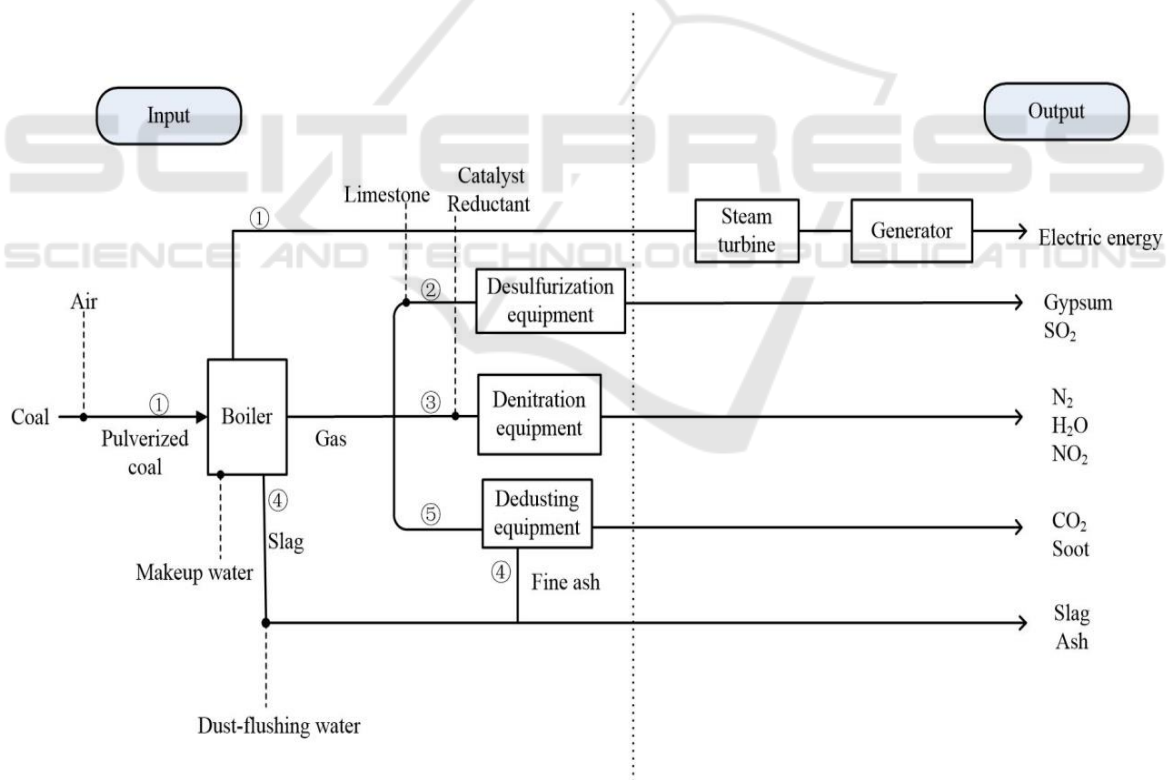 Input
Output
SCITEPRESS
SCIENCE AND TECHNOLOGY PUBLICATIONS
Limestone
Catalyst
Reductant
①
Steam
turbine
Generator
Electric energy
Air
②
Desulfurization
equipment
Gypsum
SO₂
Coal
①
Pulverized
coal
Boiler
Gas
③
Denitration
equipment
N₂
H₂O
NO₂
④
Slag
Makeup water
⑤
Dedusting
equipment
CO₂
Soot
④
Fine ash
Slag
Ash
Dust-flushing water